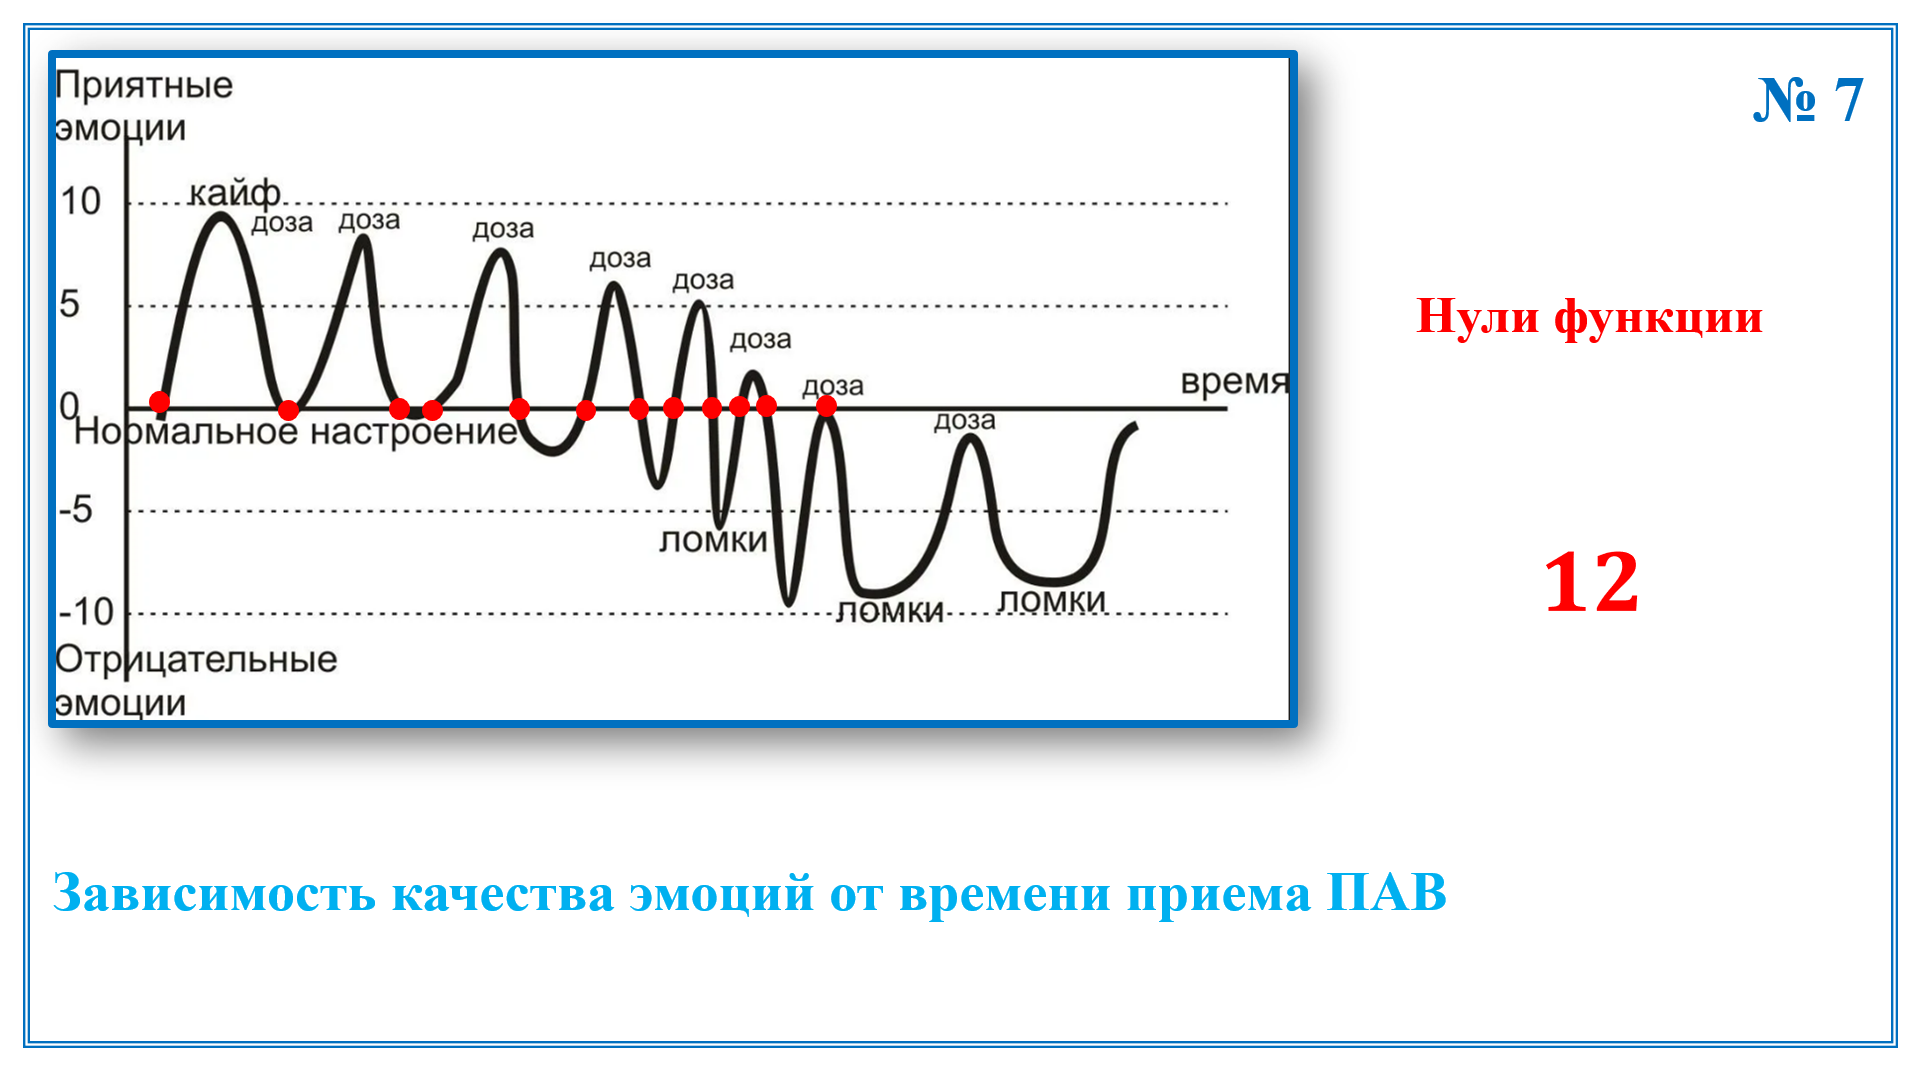 № 7
Приятные
эмоции
10
кайф
доза
доза
доза
доза
доза
5
доза
время
доза
0
доза
Нормальное настроение
-5
ломки
-10
ломки
ломки
Отрицательные
эмоции
Нули функции
12
Зависимость качества эмоций от времени приема ПАВ